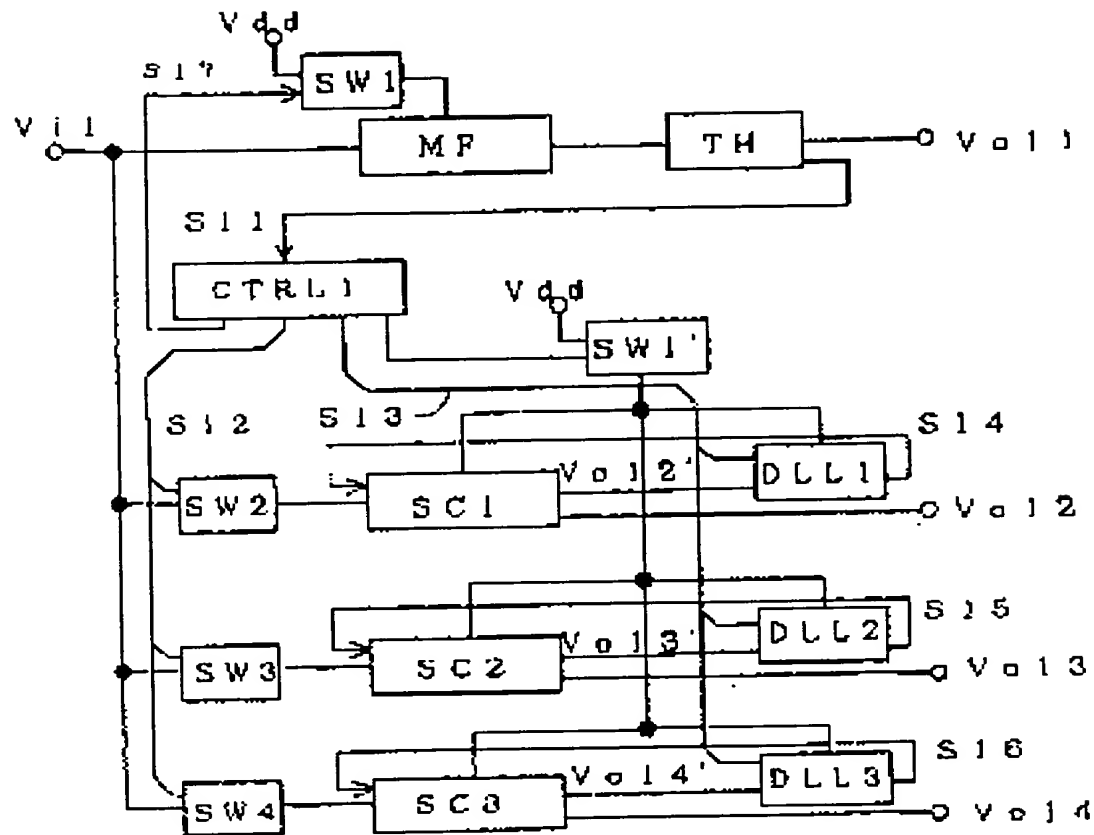 Vdd
S17
SW1
Vi1
MF
TH
Vo11
S11
CTRL1
Vdd
SW1'
S12
S13
S14
Vo12'
DLL1
SW2
SC1
Vo12
S15
Vo13'
DLL2
SW3
SC2
Vo13
S16
Vo14'
DLL3
SW4
SC3
Vo14